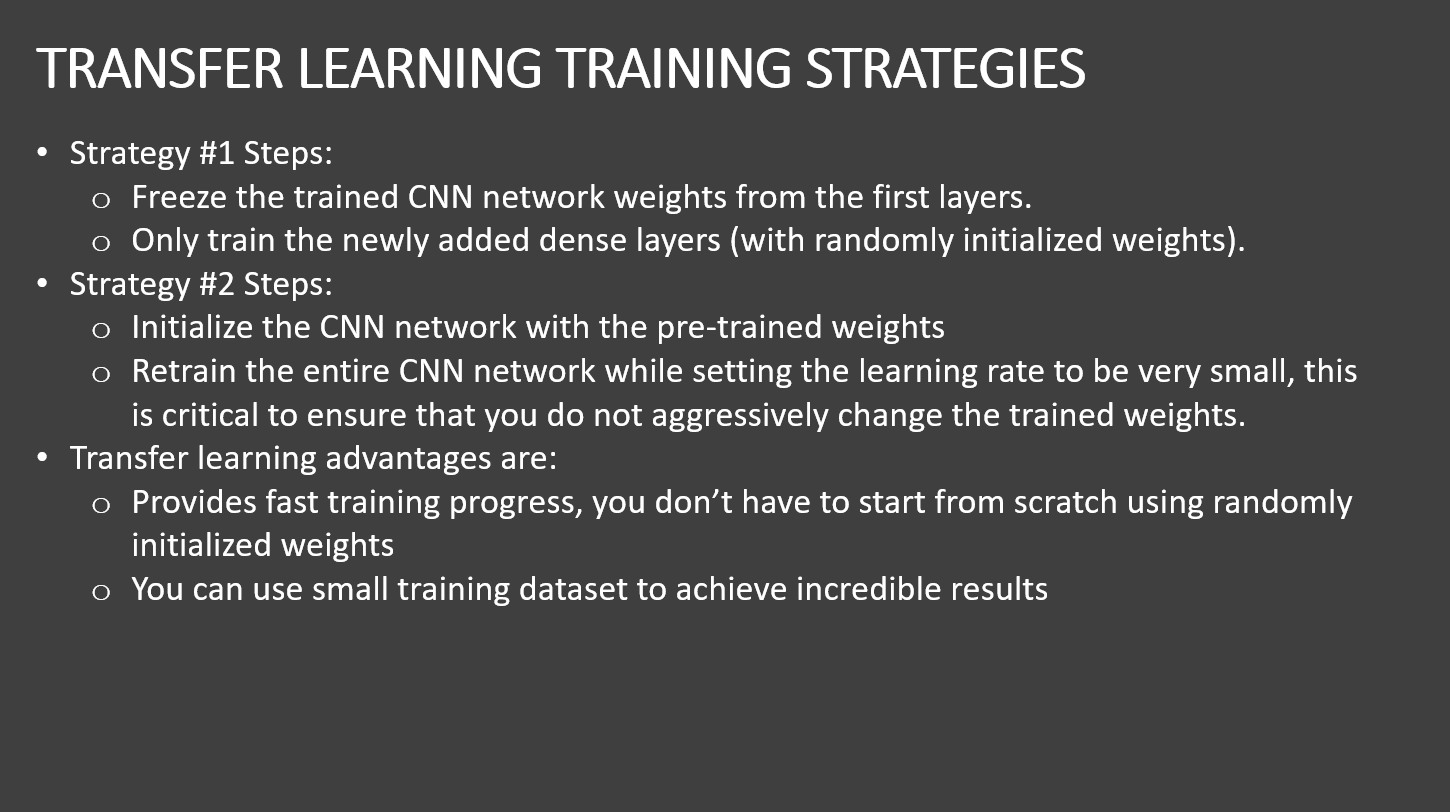 TRANSFER LEARNING TRAINING STRATEGIES
• Strategy #1 Steps:
o Freeze the trained CNN network weights from the first layers.
o Only train the newly added dense layers (with randomly initialized weights).
• Strategy #2 Steps:
o Initialize the CNN network with the pre-trained weights
o Retrain the entire CNN network while setting the learning rate to be very small, this
is critical to ensure that you do not aggressively change the trained weights.
• Transfer learning advantages are:
o Provides fast training progress, you don’t have to start from scratch using randomly
initialized weights
o You can use small training dataset to achieve incredible results